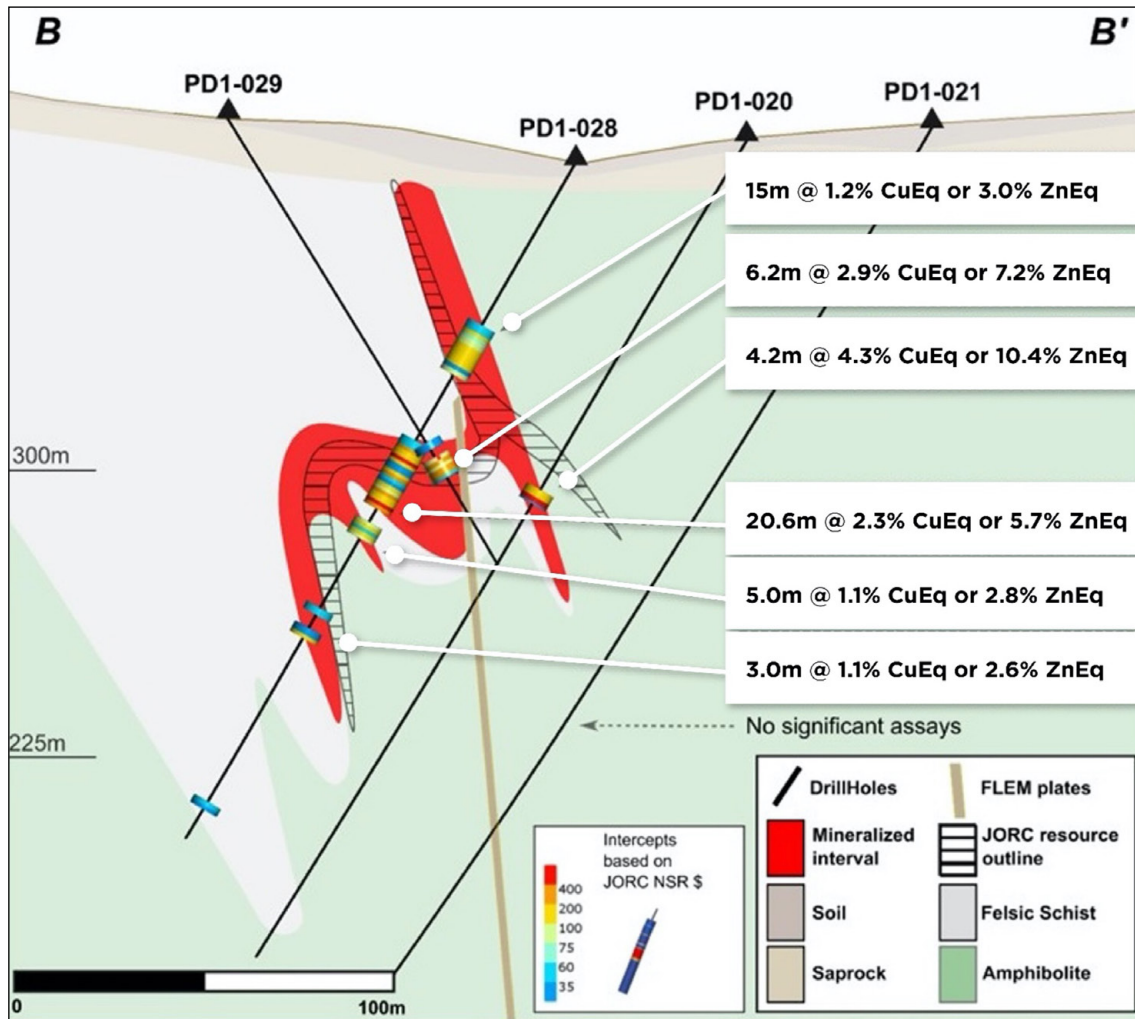 B
B'
PD1-029
PD1-028
PD1-020
PD1-021
15m @ 1.2% CuEq or 3.0% ZnEq
6.2m @ 2.9% CuEq or 7.2% ZnEq
4.2m @ 4.3% CuEq or 10.4% ZnEq
300m
20.6m @ 2.3% CuEq or 5.7% ZnEq
5.0m @ 1.1% CuEq or 2.8% ZnEq
3.0m @ 1.1% CuEq or 2.6% ZnEq
No significant assays
225m
DrillHoles
FLEM plates
Mineralized
interval
JORC resource
outline
Soil
Felsic Schist
Saprock
Amphibolite
Intercepts
based on
JORC NSR $
400
200
100
75
60
35
0
100m